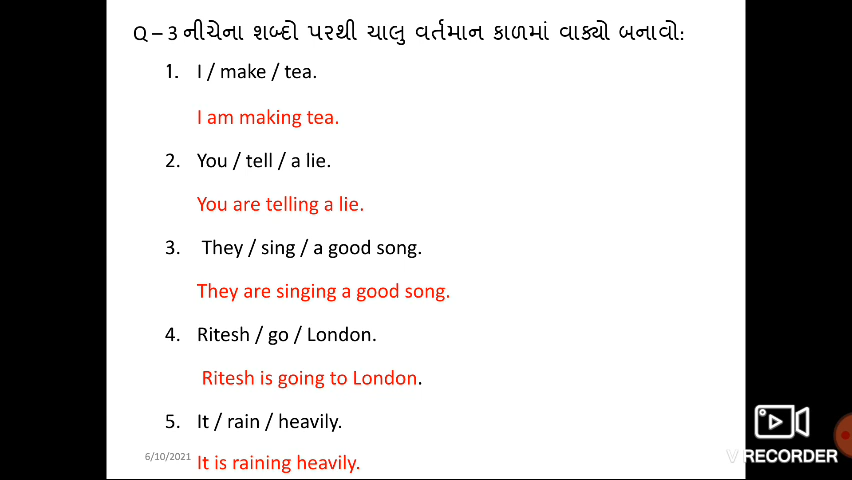 Q – 3 નીચેના શબ્દો પરથી ચાલુ વર્તમાન કાળમાં વાક્યો બનાવો:
1. I / make / tea.
I am making tea.
2. You / tell / a lie.
You are telling a lie.
3. They / sing / a good song.
They are singing a good song.
4. Ritesh / go / London.
Ritesh is going to London.
5. It / rain / heavily.
6/10/2021 It is raining heavily.
V RECORDER